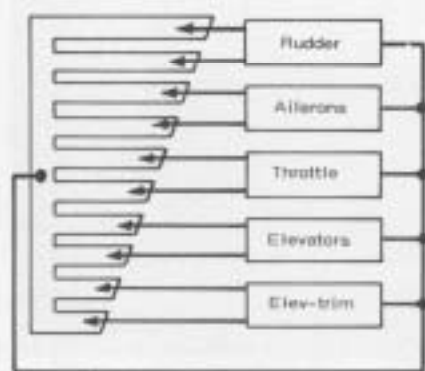 Rudder
Ailerons
Throttle
Elevators
Elev-trim